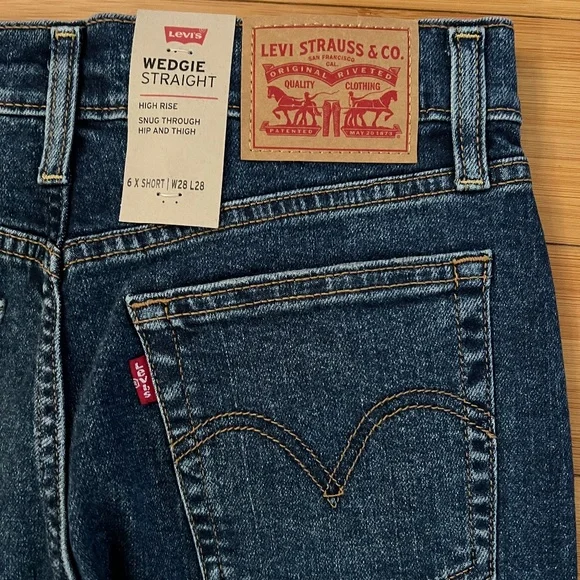 Levi's
WEDGIE
STRAIGHT
HIGH RISE
SNUG THROUGH
HIP AND THIGH
6 X SHORT | W28 L28
LEVI STRAUSS & CO.
SAN FRANCISCO
CAL.
ORIGINAL RIVETED
QUALITY CLOTHING
PATENTED MAY 20 1873
LEVI'S